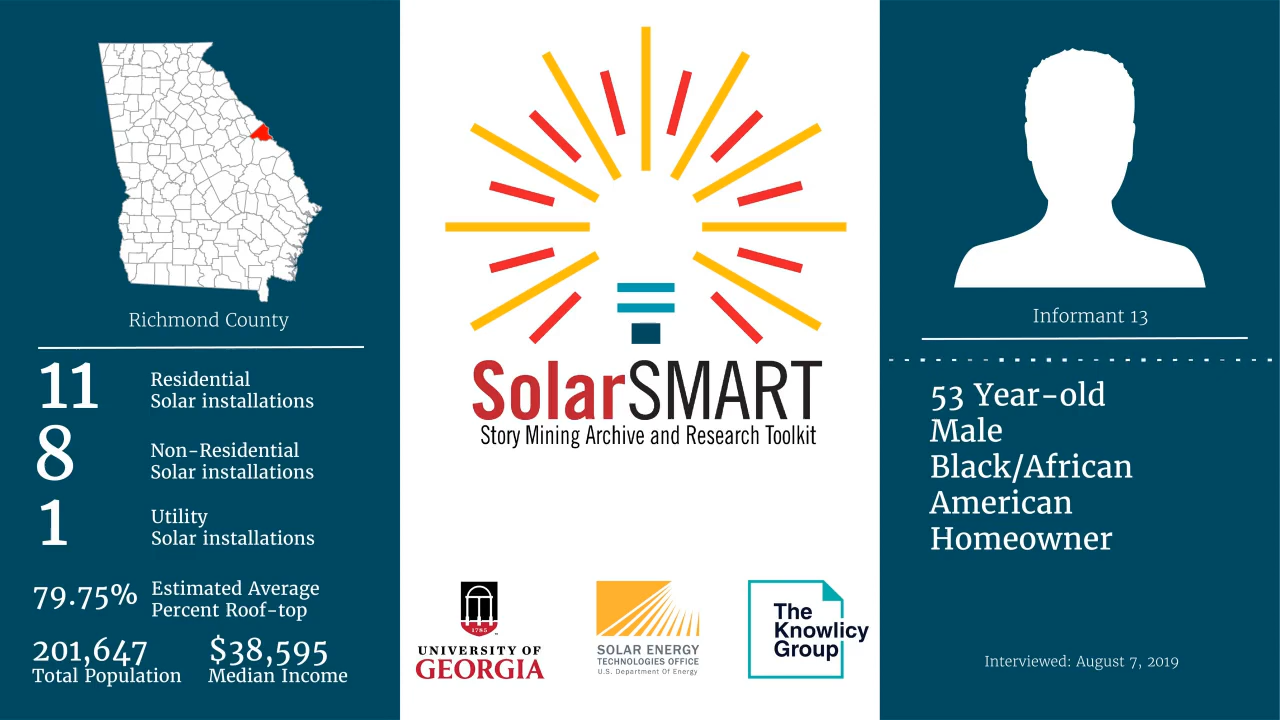 Richmond County
11
Residential
Solar installations
8
Non-Residential
Solar installations
1
Utility
Solar installations
79.75%
Estimated Average
Percent Roof-top
201,647
Total Population
$38,595
Median Income
SolarSMART
Story Mining Archive and Research Toolkit
1785
UNIVERSITY OF
GEORGIA
SOLAR ENERGY
TECHNOLOGIES OFFICE
U.S. Department Of Energy
The
Knowlicy
Group
Informant 13
53 Year-old
Male
Black/African
American
Homeowner
Interviewed: August 7, 2019